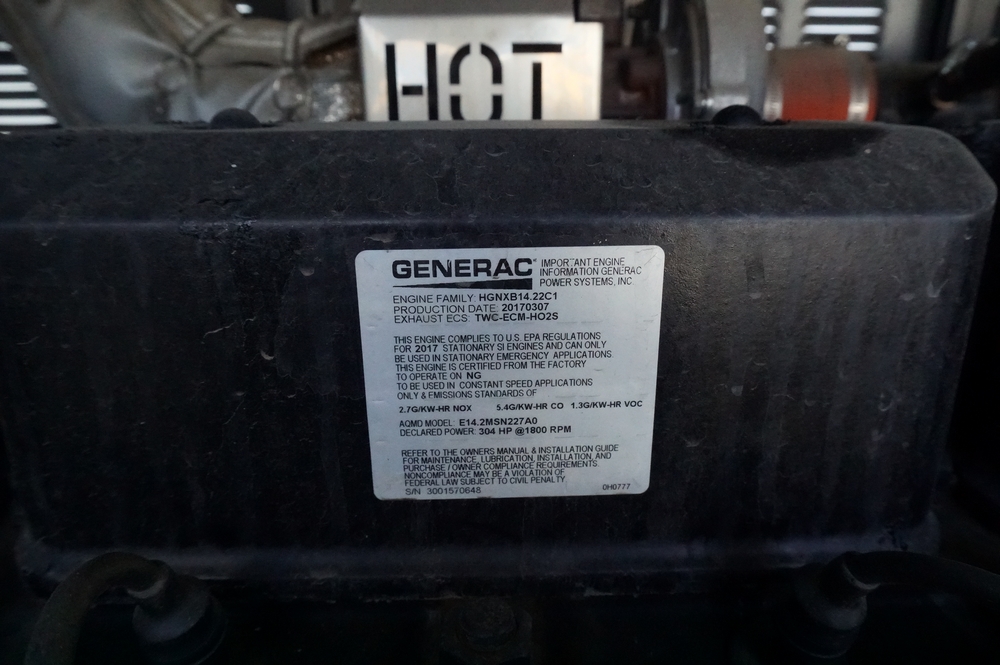 HOT
GENERAC
IMPORTANT ENGINE
INFORMATION GENERAC
POWER SYSTEMS, INC
ENGINE FAMILY: HGNXB14.22C1
PRODUCTION DATE: 20170307
EXHAUST ECS: TWC-ECM-HO2S
THIS ENGINE COMPLIES TO U.S. EPA REGULATIONS
FOR 2017 STATIONARY SI ENGINES AND CAN ONLY
BE USED IN STATIONARY EMERGENCY APPLICATIONS.
THIS ENGINE IS CERTIFIED FROM THE FACTORY
TO OPERATE ON NG
TO BE USED IN CONSTANT SPEED APPLICATIONS
ONLY & EMISSIONS STANDARDS OF
2.7G/KW-HR NOX 5.4G/KW-HR CO 1.3G/KW-HR VOC
AQMD MODEL: E14.2MSN227A0
DECLARED POWER: 304 HP @1800 RPM
REFER TO THE OWNERS MANUAL & INSTALLATION GUIDE
FOR MAINTENANCE, LUBRICATION, INSTALLATION, AND
PURCHASE / OWNER COMPLIANCE REQUIREMENTS.
NONCOMPLIANCE MAY BE A VIOLATION OF
FEDERAL LAW SUBJECT TO CIVIL PENALTY
S/N 3001570648 0H0777